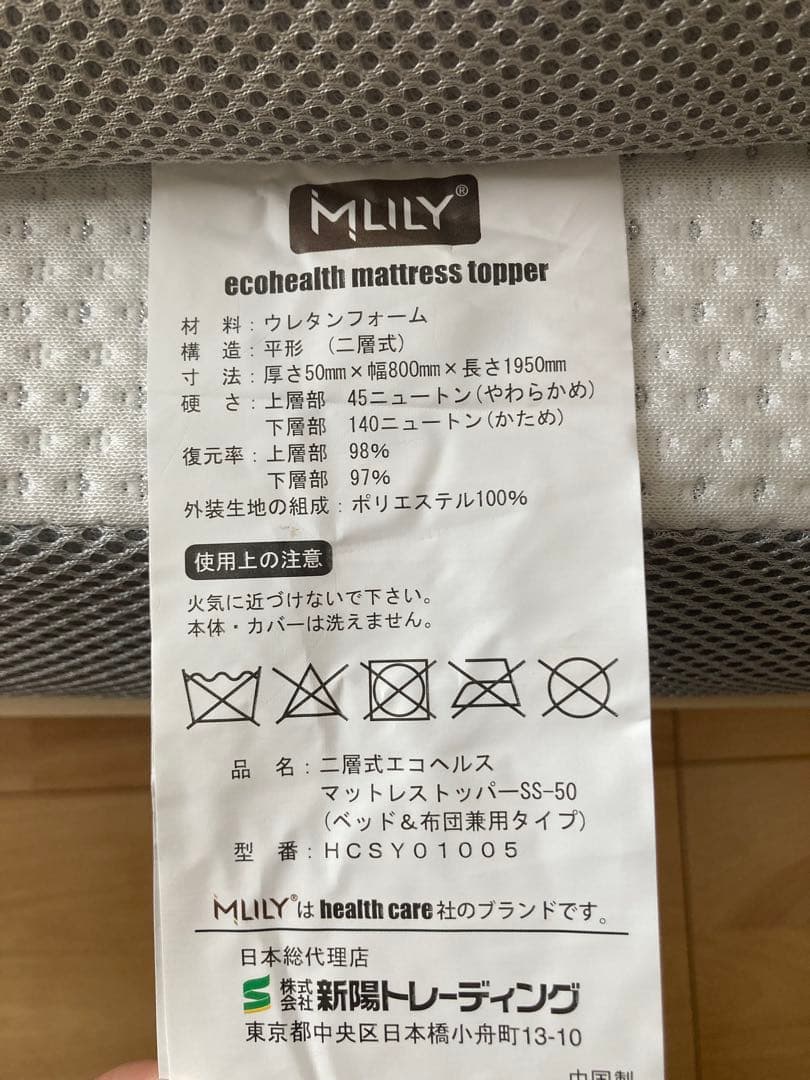 MLILY®
ecohealth mattress topper
材 料：ウレタンフォーム
構 造：平形 （二層式）
寸 法：厚さ50mm×幅800mm×長さ1950mm
硬 さ：上層部 45ニュートン(やわらかめ)
下層部 140ニュートン(かため)
復元率：上層部 98%
下層部 97%
外装生地の組成：ポリエステル100%
使用上の注意
火気に近づけないで下さい。
本体・カバーは洗えません。
品 名：二層式エコヘルス
マットレストッパーSS-50
(ベッド＆布団兼用タイプ)
型 番：HCSY01005
MLILY®は health care 社のブランドです。
日本総代理店
株式会社 新陽トレーディング
東京都中央区日本橋小舟町13-10
中国製